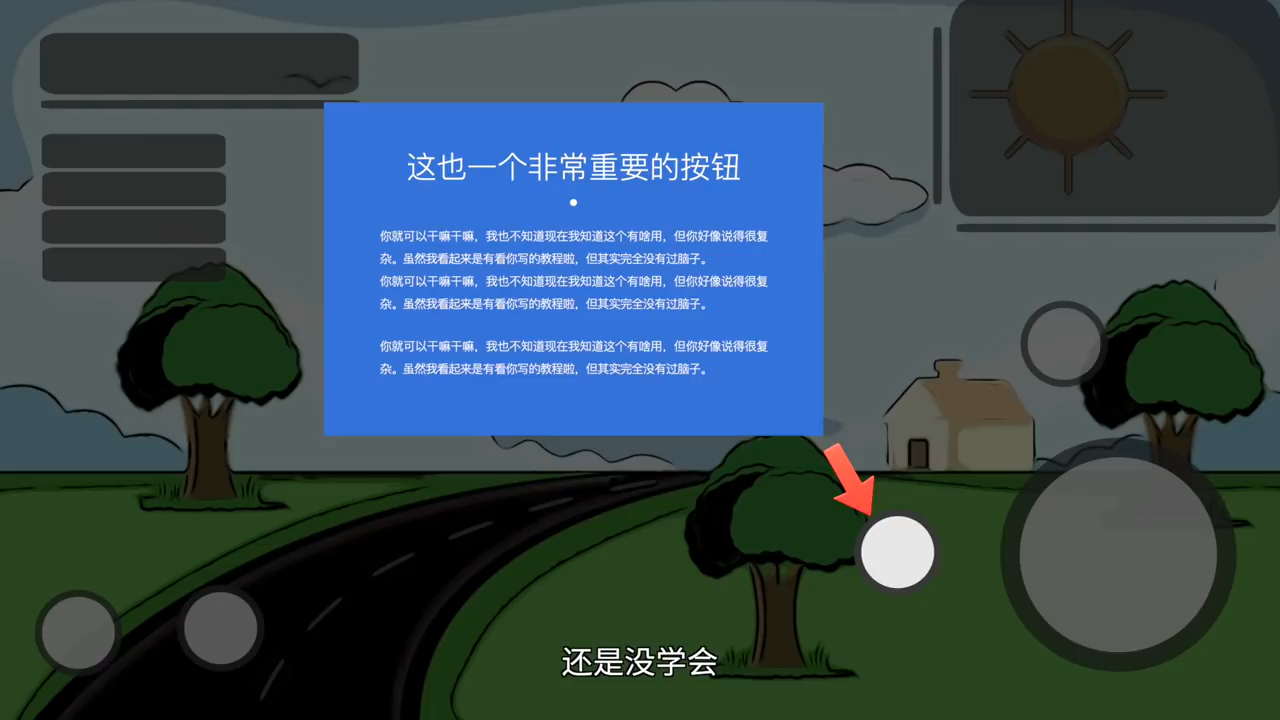 这也一个非常重要的按钮
你就可以干嘛干嘛，我也不知道现在我知道这个有啥用，但你好像说得很复
杂。虽然我看起来是有看你写的教程啦，但其实完全没有过脑子。
你就可以干嘛干嘛，我也不知道现在我知道这个有啥用，但你好像说得很复
杂。虽然我看起来是有看你写的教程啦，但其实完全没有过脑子。
你就可以干嘛干嘛，我也不知道现在我知道这个有啥用，但你好像说得很复
杂。虽然我看起来是有看你写的教程啦，但其实完全没有过脑子。
还是没学会